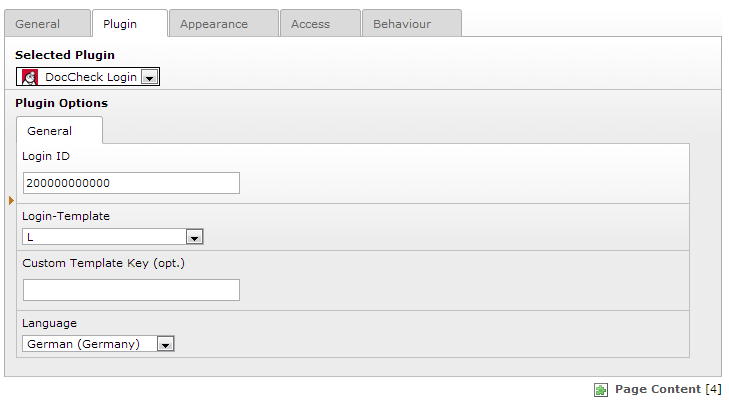 General Plugin Appearance Access Behaviour
Selected Plugin
DocCheck Login
Plugin Options
General
Login ID
200000000000
Login-Template
L
Custom Template Key (opt.)
Language
German (Germany)
Page Content [4]